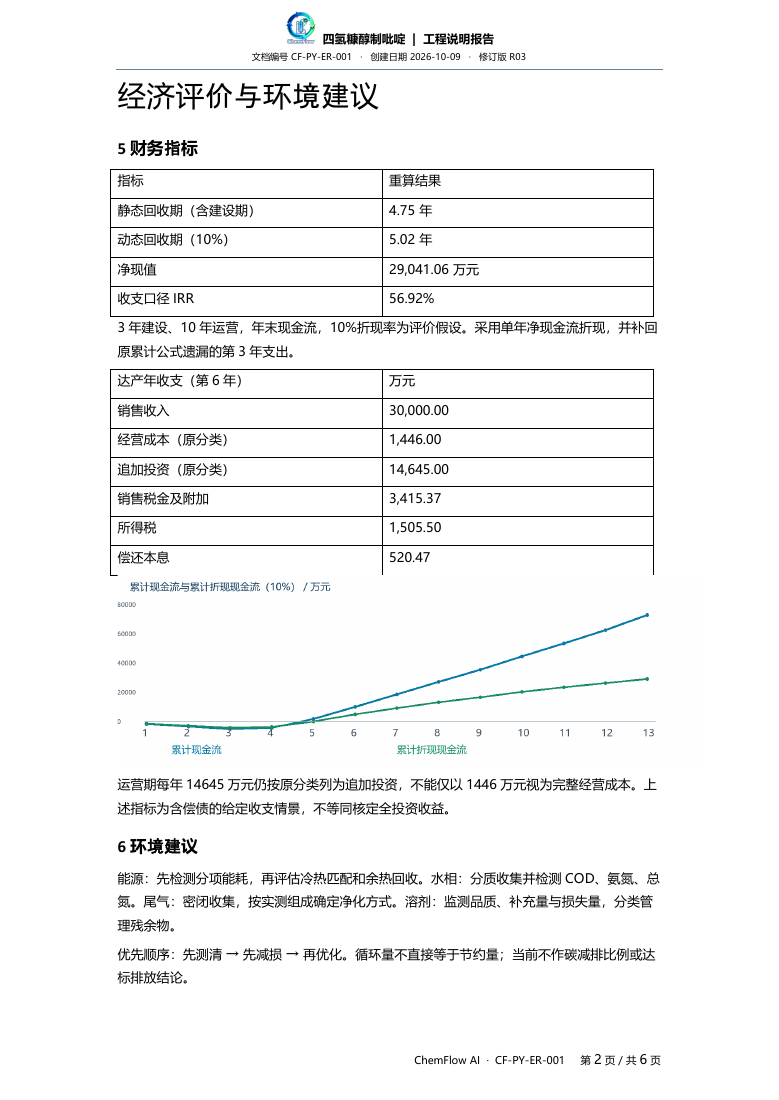 ChemFlow
四氢糠醇制吡啶 | 工程说明报告
文档编号 CF-PY-ER-001 · 创建日期 2026-10-09 · 修订版 R03
经济评价与环境建议
5 财务指标
指标 重算结果
静态回收期（含建设期） 4.75 年
动态回收期（10%） 5.02 年
净现值 29,041.06 万元
收支口径 IRR 56.92%
3 年建设、10 年运营，年末现金流，10%折现率为评价假设。采用单年净现金流折现，并补回
原累计公式遗漏的第 3 年支出。
达产年收支（第 6 年） 万元
销售收入 30,000.00
经营成本（原分类） 1,446.00
追加投资（原分类） 14,645.00
销售税金及附加 3,415.37
所得税 1,505.50
偿还本息 520.47
累计现金流与累计折现现金流（10%） / 万元
80000
60000
40000
20000
0
1 2 3 4 5 6 7 8 9 10 11 12 13
累计现金流 累计折现现金流
运营期每年 14645 万元仍按原分类列为追加投资，不能仅以 1446 万元视为完整经营成本。上
述指标为含偿债的给定收支情景，不等同核定全投资收益。
6 环境建议
能源：先检测分项能耗，再评估冷热匹配和余热回收。水相：分质收集并检测 COD、氨氮、总
氮。尾气：密闭收集，按实测组成确定净化方式。溶剂：监测品质、补充量与损失量，分类管
理残余物。
优先顺序：先测清 → 先减损 → 再优化。循环量不直接等于节约量；当前不作碳减排比例或达
标排放结论。
ChemFlow AI · CF-PY-ER-001 第 2 页 / 共 6 页